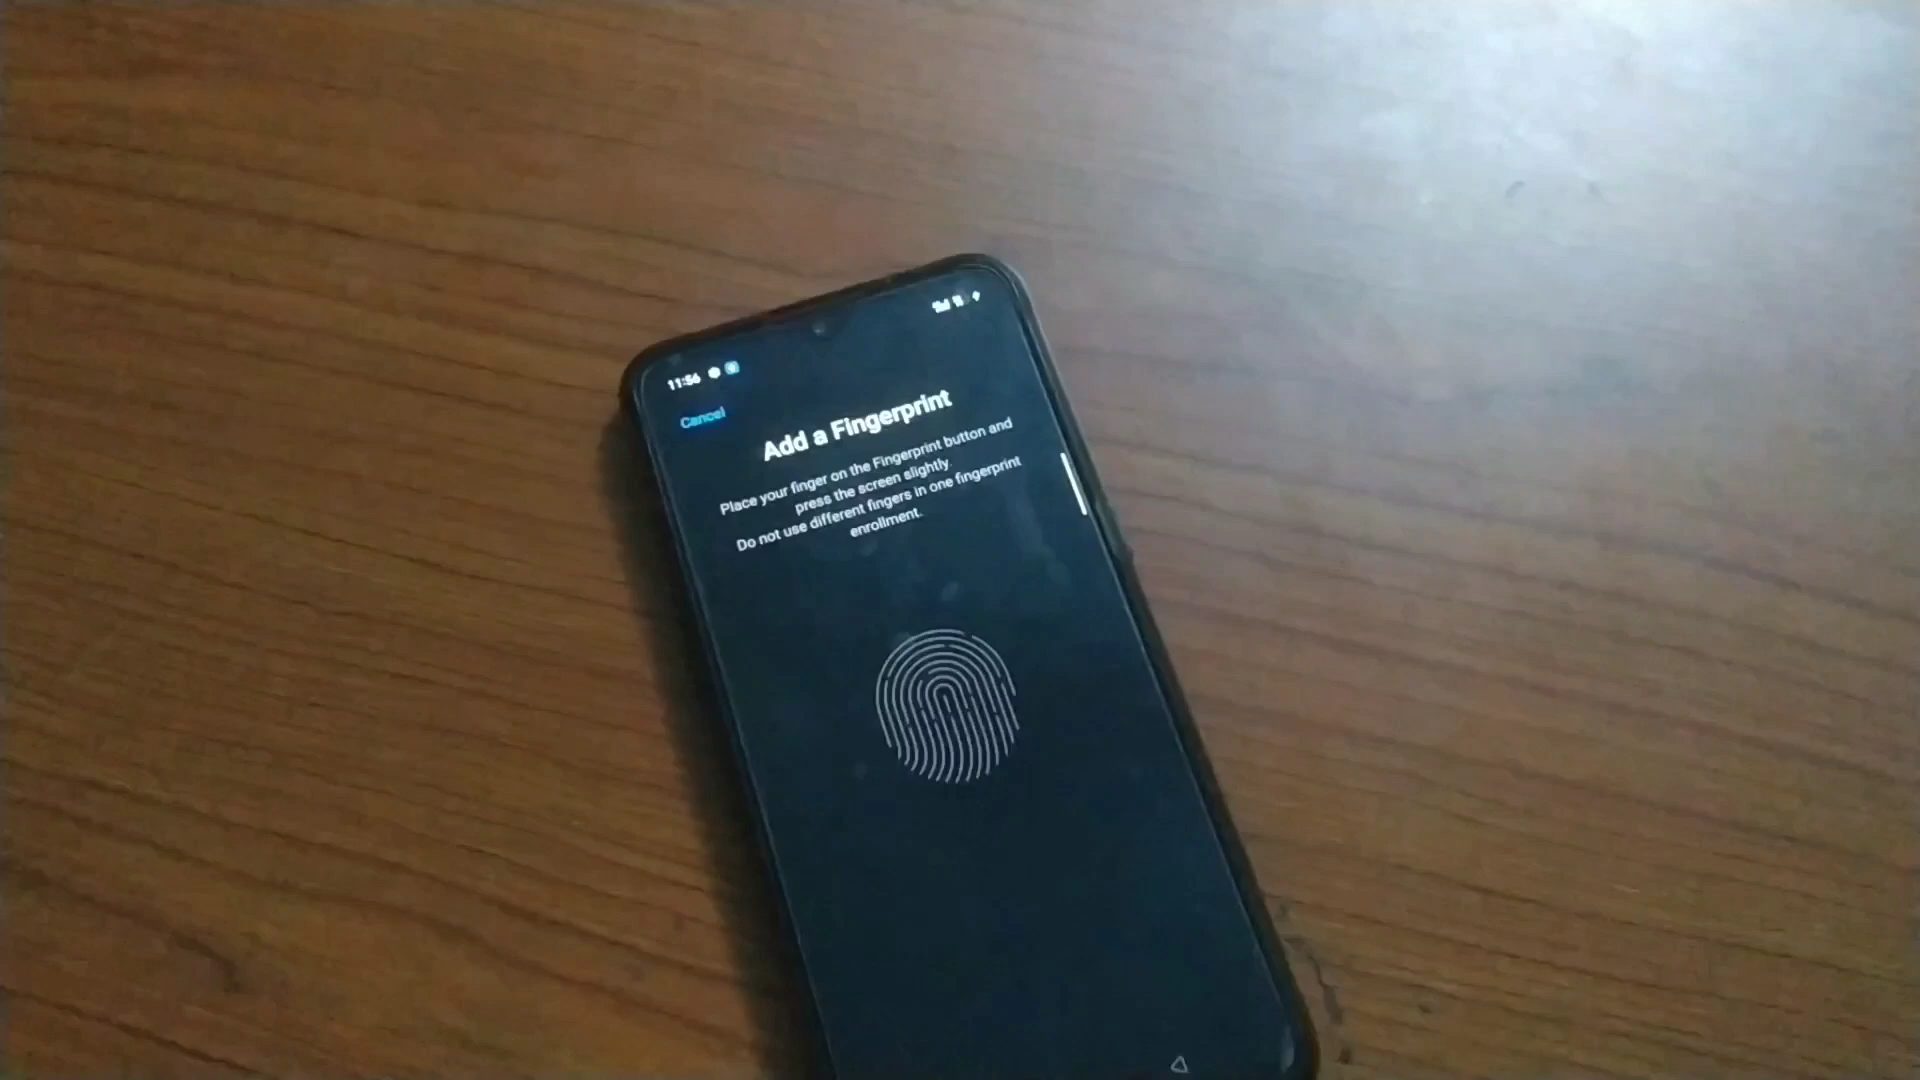 11:56
Cancel
Add a Fingerprint
Place your finger on the Fingerprint button and
press the screen slightly.
Do not use different fingers in one fingerprint
enrollment.